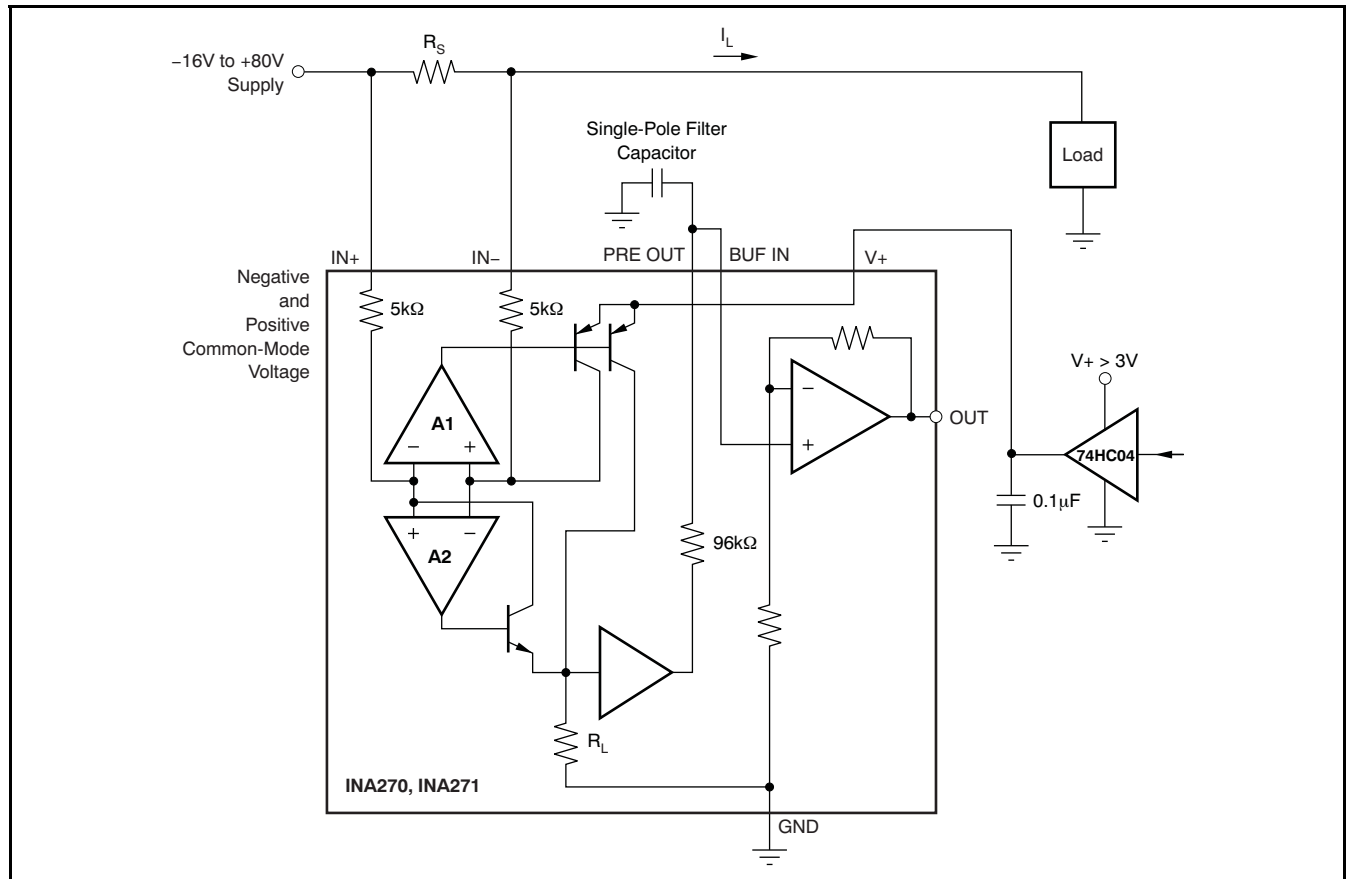 R_S
I_L
–16V to +80V
Supply
Single-Pole Filter
Capacitor
Load
IN+
IN–
PRE OUT
BUF IN
V+
Negative
and
Positive
Common-Mode
Voltage
5kΩ
5kΩ
V+ > 3V
A1
–
+
–
+
OUT
74HC04
0.1μF
+
–
A2
96kΩ
R_L
INA270, INA271
GND